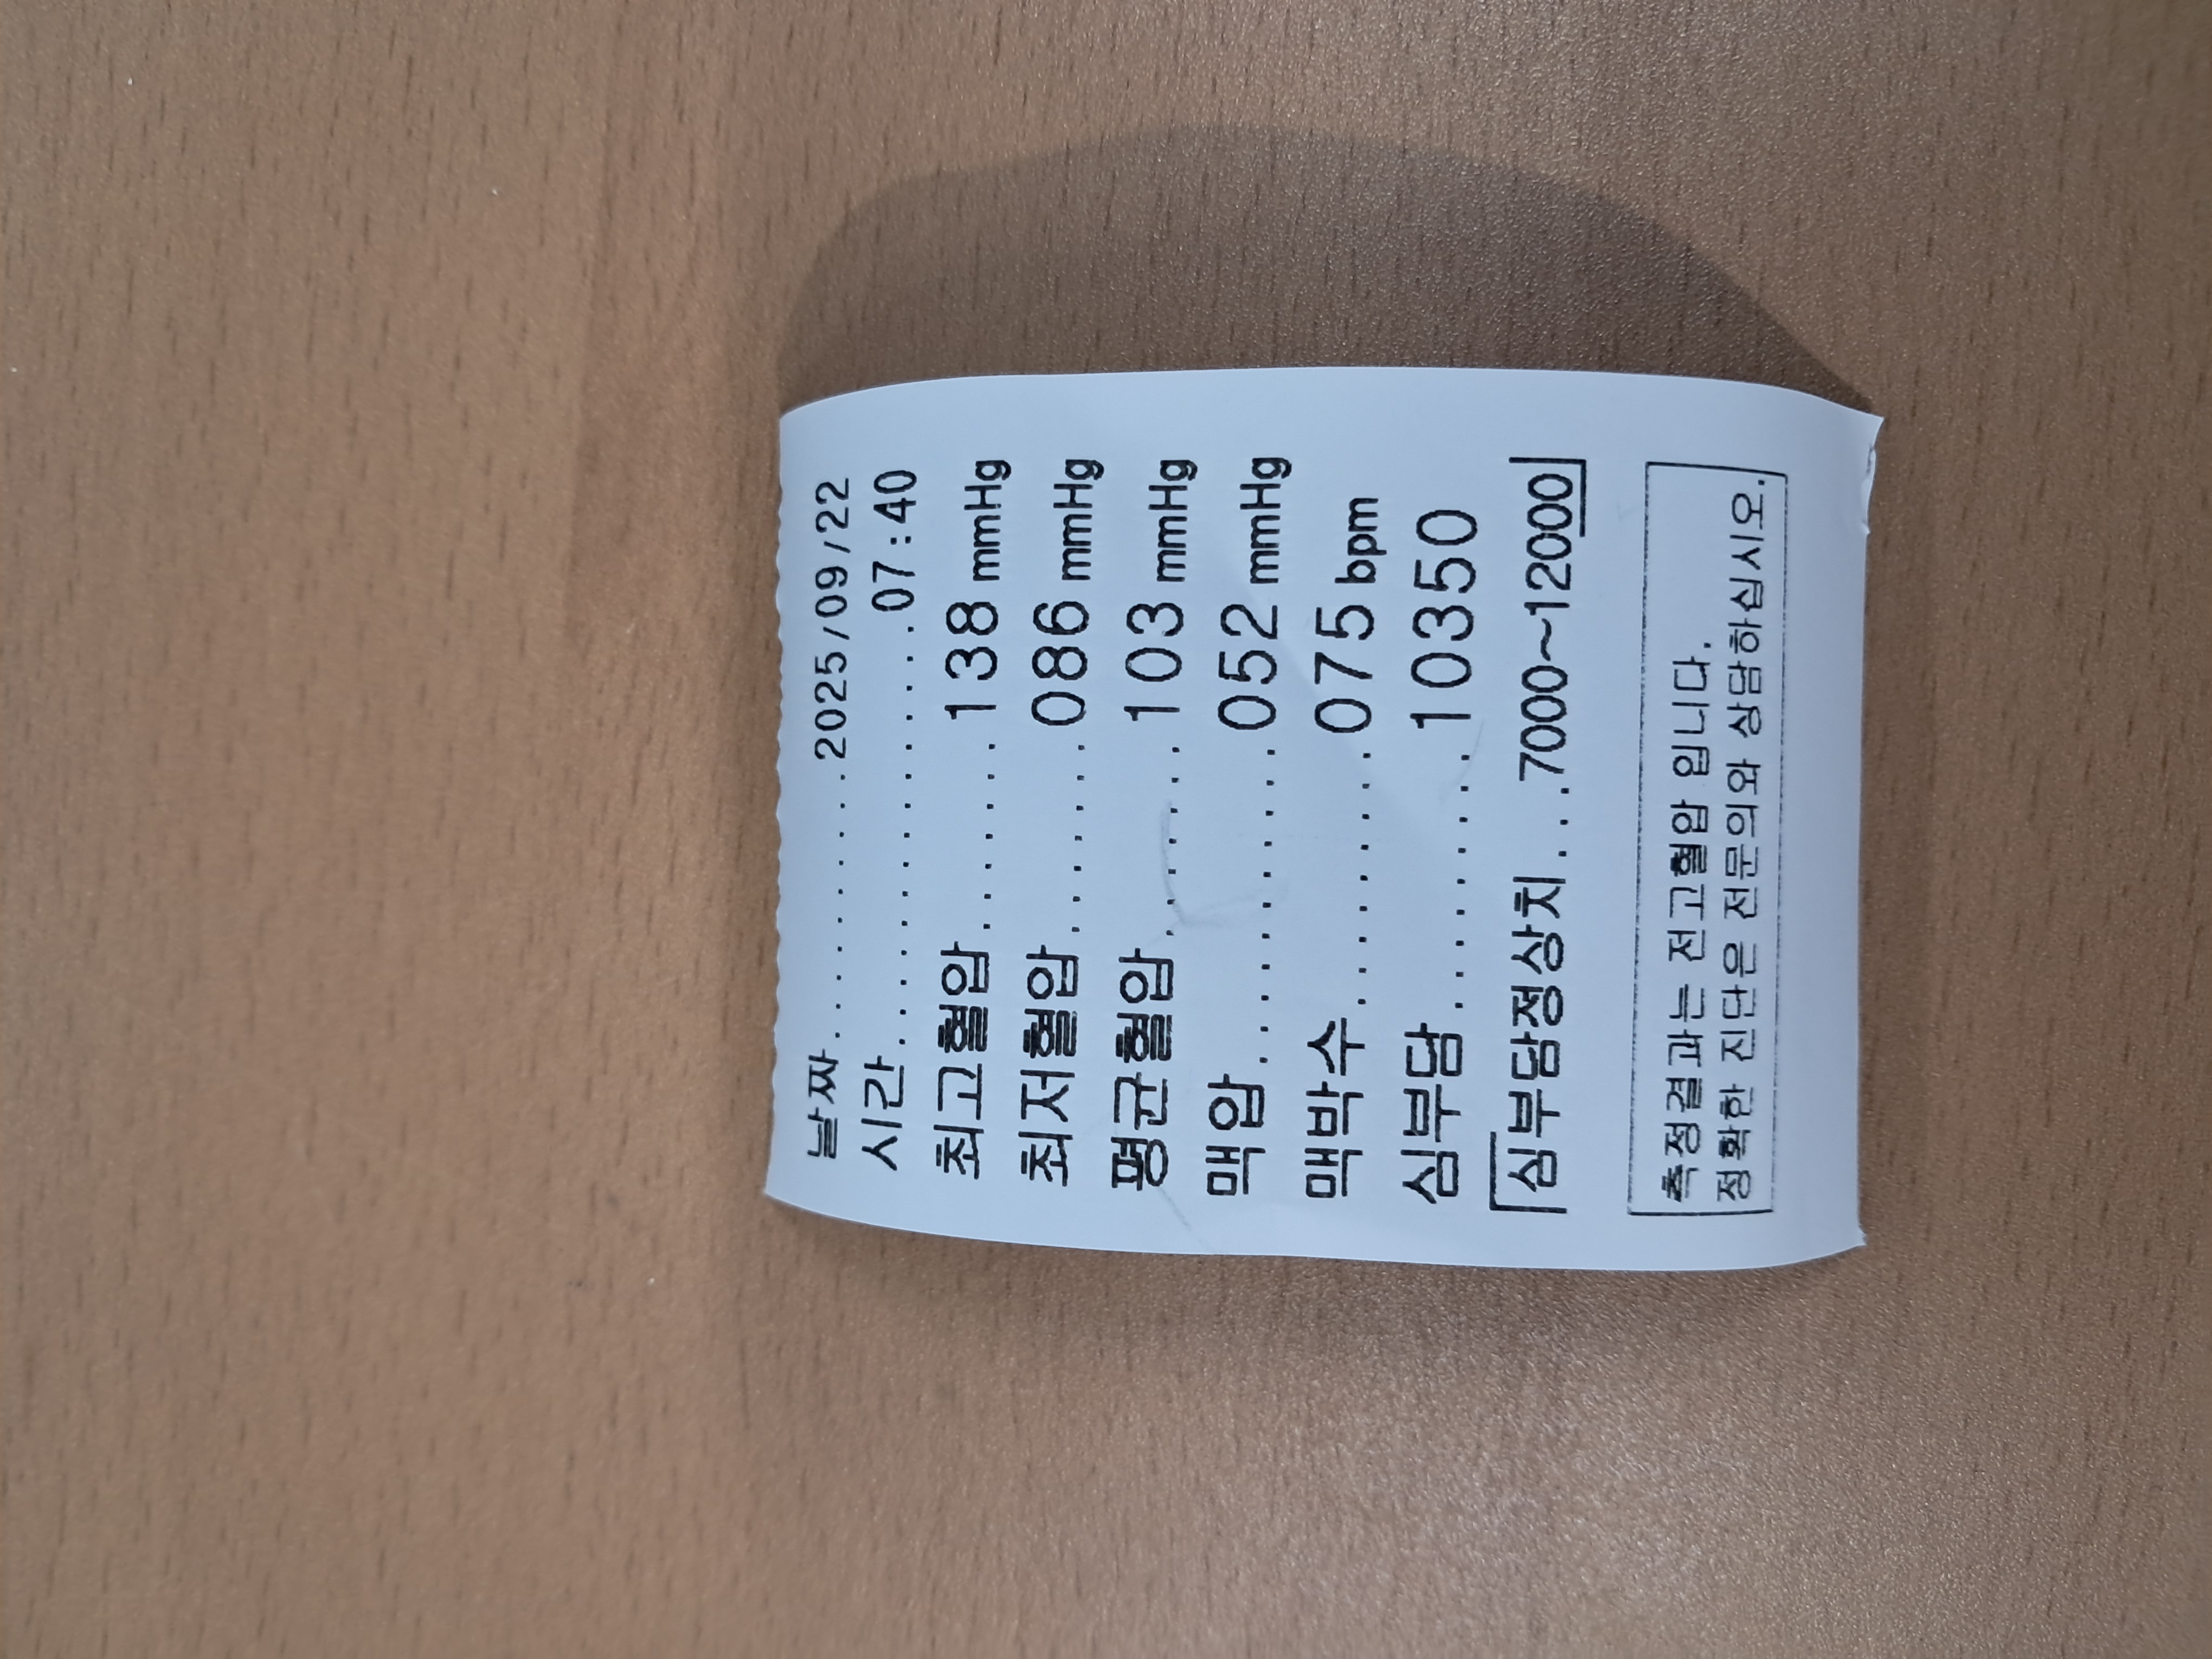 날짜..........2025/09/22
시간...............07:40
최고혈압.......138 mmHg
최저혈압.......086 mmHg
평균혈압.......103 mmHg
맥압...........052 mmHg
맥박수.........075 bpm
심부담.........10350
심부담정상치...7000~12000
측정결과는 전고혈압 입니다.
정확한 진단은 전문의와 상담하십시오.